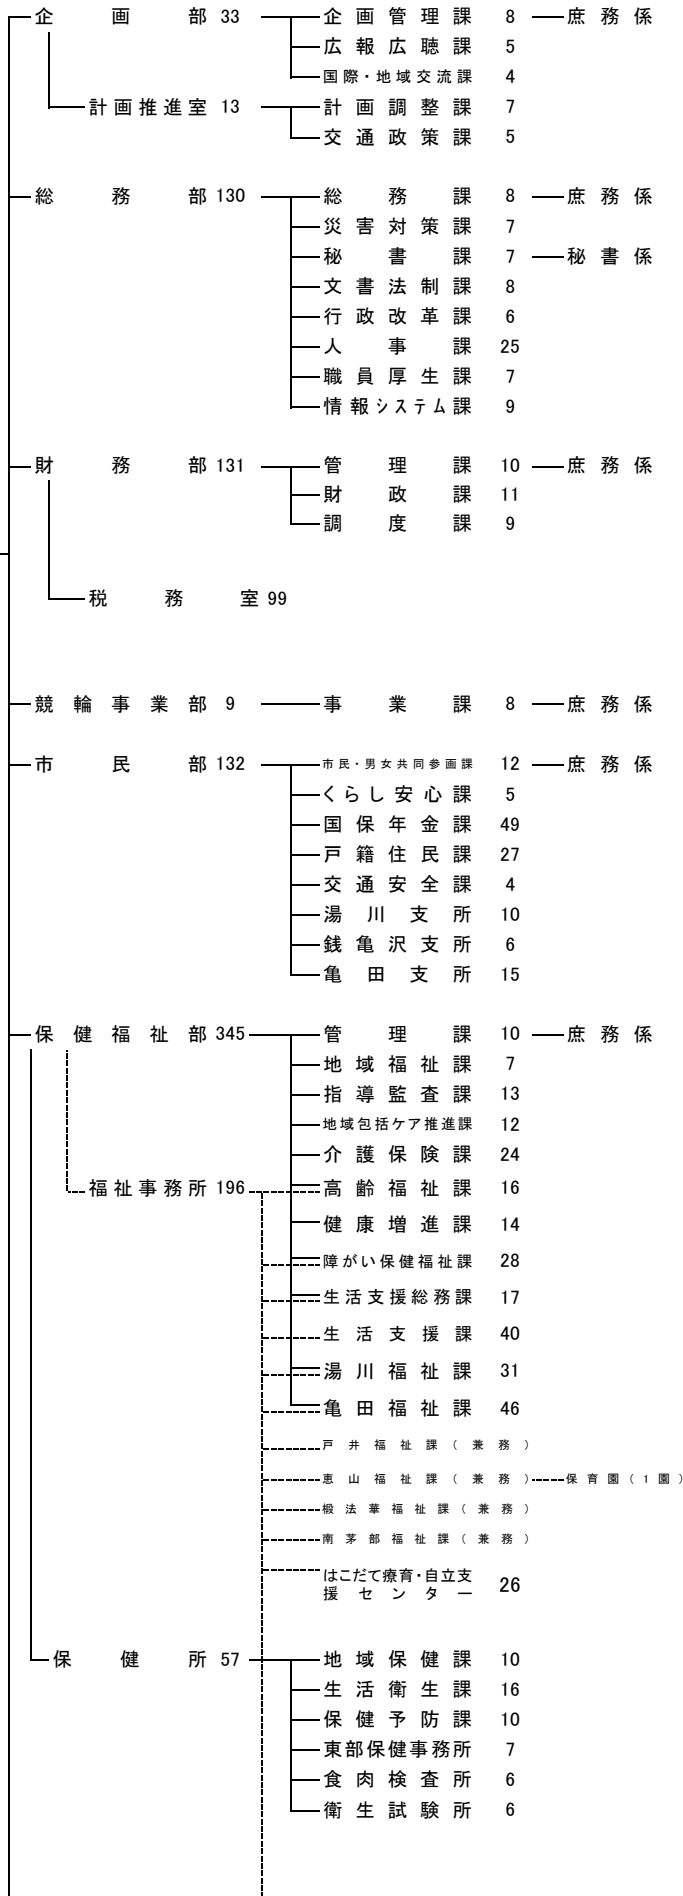 企画部 33 企画管理課 8 庶務係
広報広聴課 5
国際・地域交流課 4
計画推進室 13 計画調整課 7
交通政策課 5
総務部 130 総務課 8 庶務係
災害対策課 7
秘書課 7 秘書係
文書法制課 8
行政改革課 6
人事課 25
職員厚生課 7
情報システム課 9
財務部 131 管理課 10 庶務係
財政課 11
調度課 9
税務室 99
競輪事業部 9 事業課 8 庶務係
市民部 132 市民・男女共同参画課 12 庶務係
くらし安心課 5
国保年金課 49
戸籍住民課 27
交通安全課 4
湯川支所 10
銭亀沢支所 6
亀田支所 15
保健福祉部 345 管理課 10 庶務係
地域福祉課 7
指導監査課 13
地域包括ケア推進課 12
介護保険課 24
福祉事務所 196 高齢福祉課 16
健康増進課 14
障がい保健福祉課 28
生活支援総務課 17
生活支援課 40
湯川福祉課 31
亀田福祉課 46
戸井福祉課（兼務）
恵山福祉課（兼務） 保育園（1園）
椴法華福祉課（兼務）
南茅部福祉課（兼務）
はこだて療育・自立支
援センター 26
保健所 57 地域保健課 10
生活衛生課 16
保健予防課 10
東部保健事務所 7
食肉検査所 6
衛生試験所 6